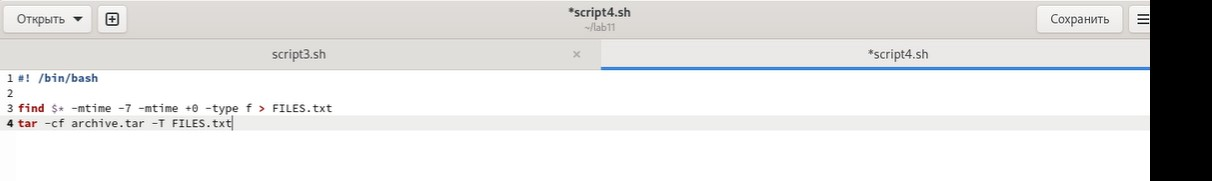 Открыть
*script4.sh
~/lab11
Сохранить
script3.sh ×
*script4.sh
1 #! /bin/bash
2
3 find $* -mtime -7 -mtime +0 -type f > FILES.txt
4 tar -cf archive.tar -T FILES.txt